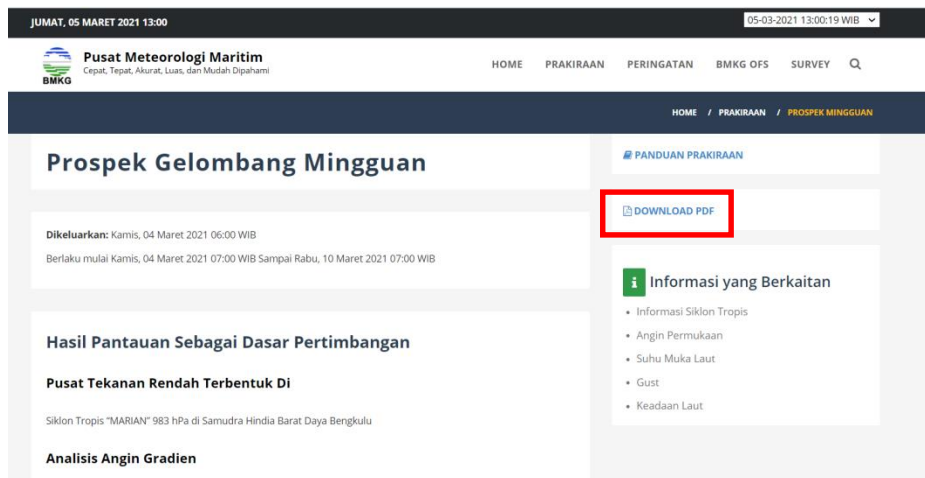 JUMAT, 05 MARET 2021 13:00
05-03-2021 13:00:19 WIB
BMKG
Pusat Meteorologi Maritim
Cepat, Tepat, Akurat, Luas, dan Mudah Dipahami
HOME PRAKIRAAN PERINGATAN BMKG OFS SURVEY
HOME / PRAKIRAAN / PROSPEK MINGGUAN
Prospek Gelombang Mingguan
Dikeluarkan: Kamis, 04 Maret 2021 06:00 WIB
Berlaku mulai Kamis, 04 Maret 2021 07:00 WIB Sampai Rabu, 10 Maret 2021 07:00 WIB
Hasil Pantauan Sebagai Dasar Pertimbangan
Pusat Tekanan Rendah Terbentuk Di
Siklon Tropis "MARIAN" 983 hPa di Samudra Hindia Barat Daya Bengkulu
Analisis Angin Gradien
PANDUAN PRAKIRAAN
DOWNLOAD PDF
i Informasi yang Berkaitan
• Informasi Siklon Tropis
• Angin Permukaan
• Suhu Muka Laut
• Gust
• Keadaan Laut